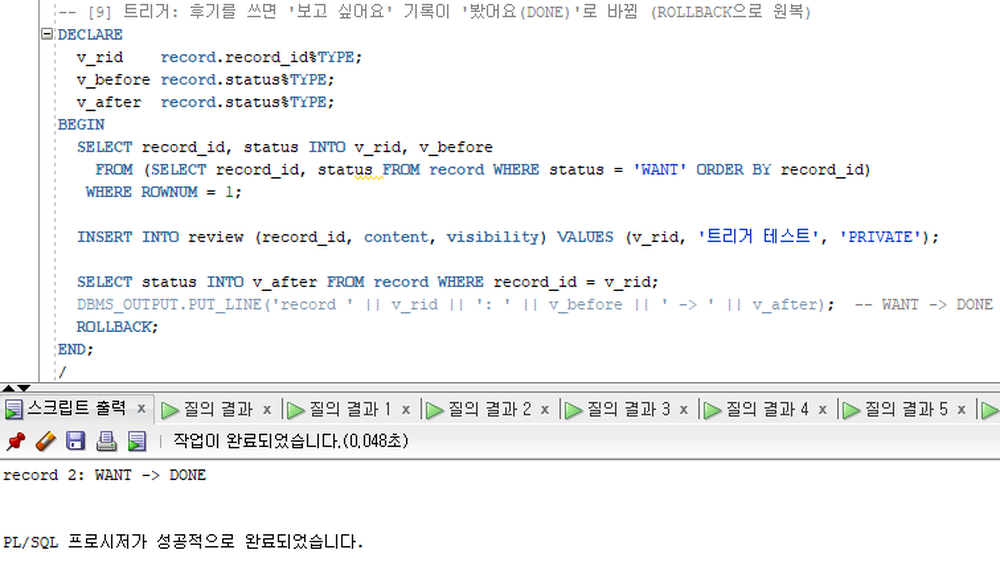 -- [9] 트리거: 후기를 쓰면 '보고 싶어요' 기록이 '봤어요(DONE)'로 바뀜 (ROLLBACK으로 원복)
DECLARE
  v_rid    record.record_id%TYPE;
  v_before record.status%TYPE;
  v_after  record.status%TYPE;
BEGIN
  SELECT record_id, status INTO v_rid, v_before
    FROM (SELECT record_id, status FROM record WHERE status = 'WANT' ORDER BY record_id)
   WHERE ROWNUM = 1;
  INSERT INTO review (record_id, content, visibility) VALUES (v_rid, '트리거 테스트', 'PRIVATE');
  SELECT status INTO v_after FROM record WHERE record_id = v_rid;
  DBMS_OUTPUT.PUT_LINE('record ' || v_rid || ': ' || v_before || ' -> ' || v_after);  -- WANT -> DONE
  ROLLBACK;
END;
/
스크립트 출력 x 질의 결과 x 질의 결과 1 x 질의 결과 2 x 질의 결과 3 x 질의 결과 4 x 질의 결과 5 x
작업이 완료되었습니다.(0,048초)
record 2: WANT -> DONE
PL/SQL 프로시저가 성공적으로 완료되었습니다.